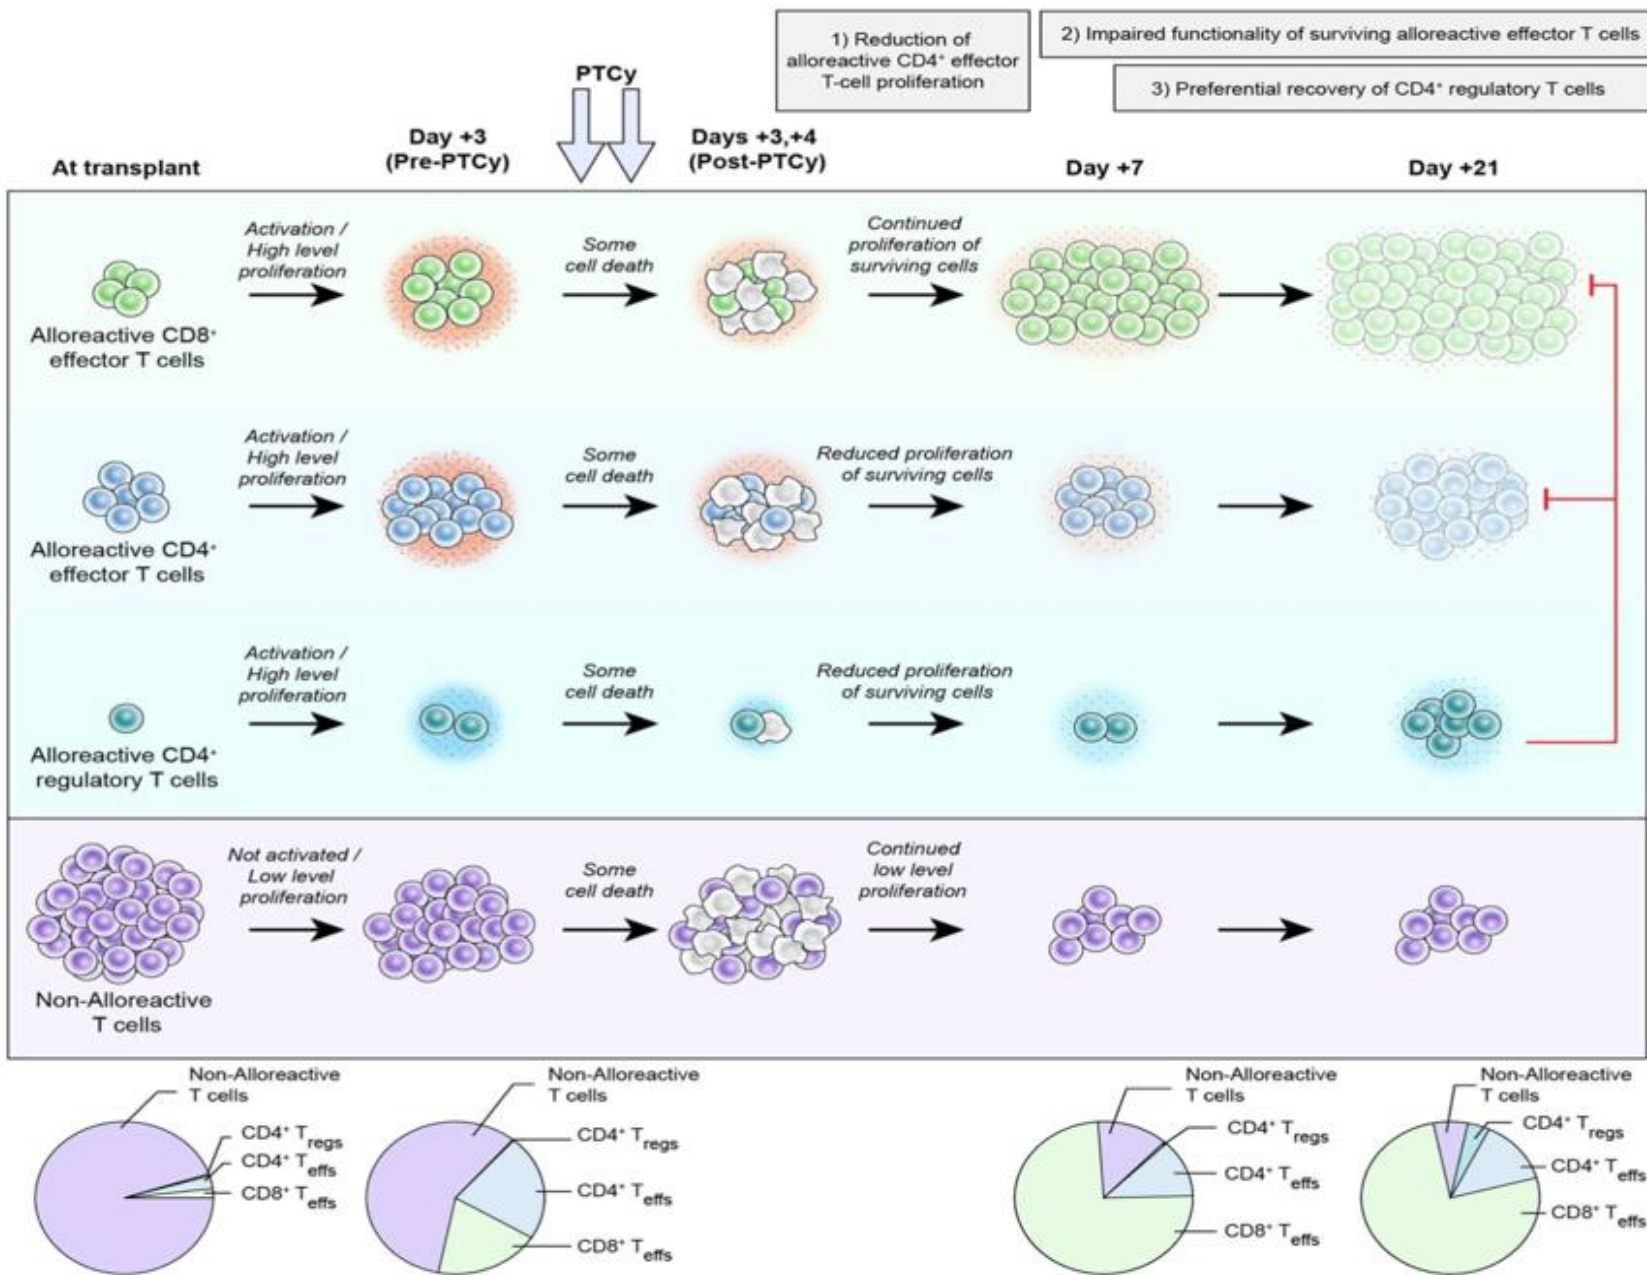 1) Reduction of
alloreactive CD4⁺ effector
T-cell proliferation
2) Impaired functionality of surviving alloreactive effector T cells
3) Preferential recovery of CD4⁺ regulatory T cells
PTCy
At transplant
Day +3
(Pre-PTCy)
Days +3,+4
(Post-PTCy)
Day +7
Day +21
Activation /
High level
proliferation
Some
cell death
Continued
proliferation of
surviving cells
Alloreactive CD8⁺
effector T cells
Activation /
High level
proliferation
Some
cell death
Reduced proliferation
of surviving cells
Alloreactive CD4⁺
effector T cells
Activation /
High level
proliferation
Some
cell death
Reduced proliferation
of surviving cells
Alloreactive CD4⁺
regulatory T cells
Not activated /
Low level
proliferation
Some
cell death
Continued
low level
proliferation
Non-Alloreactive
T cells
Non-Alloreactive
T cells
CD4⁺ Tregs
CD4⁺ Teffs
CD8⁺ Teffs
Non-Alloreactive
T cells
CD4⁺ Tregs
CD4⁺ Teffs
CD8⁺ Teffs
Non-Alloreactive
T cells
CD4⁺ Tregs
CD4⁺ Teffs
CD8⁺ Teffs
Non-Alloreactive
T cells
CD4⁺ Tregs
CD4⁺ Teffs
CD8⁺ Teffs